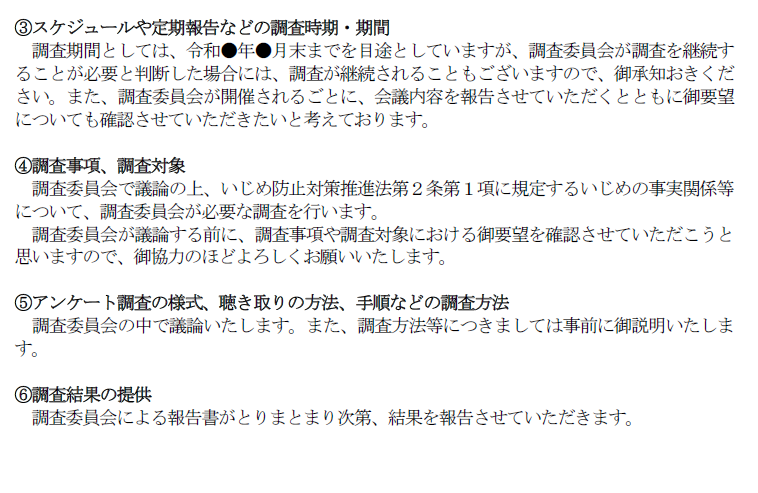 ③スケジュールや定期報告などの調査時期・期間
調査期間としては、令和●年●月末までを目途としていますが、調査委員会が調査を継続す
ることが必要と判断した場合には、調査が継続されることもございますので、御承知おきくだ
さい。また、調査委員会が開催されるごとに、会議内容を報告させていただくとともに御要望
についても確認させていただきたいと考えております。
④調査事項、調査対象
調査委員会で議論の上、いじめ防止対策推進法第２条第１項に規定するいじめの事実関係等
について、調査委員会が必要な調査を行います。
調査委員会が議論する前に、調査事項や調査対象における御要望を確認させていただこうと
思いますので、御協力のほどよろしくお願いいたします。
⑤アンケート調査の様式、聴き取りの方法、手順などの調査方法
調査委員会の中で議論いたします。また、調査方法等につきましては事前に御説明いたしま
す。
⑥調査結果の提供
調査委員会による報告書がとりまとまり次第、結果を報告させていただきます。